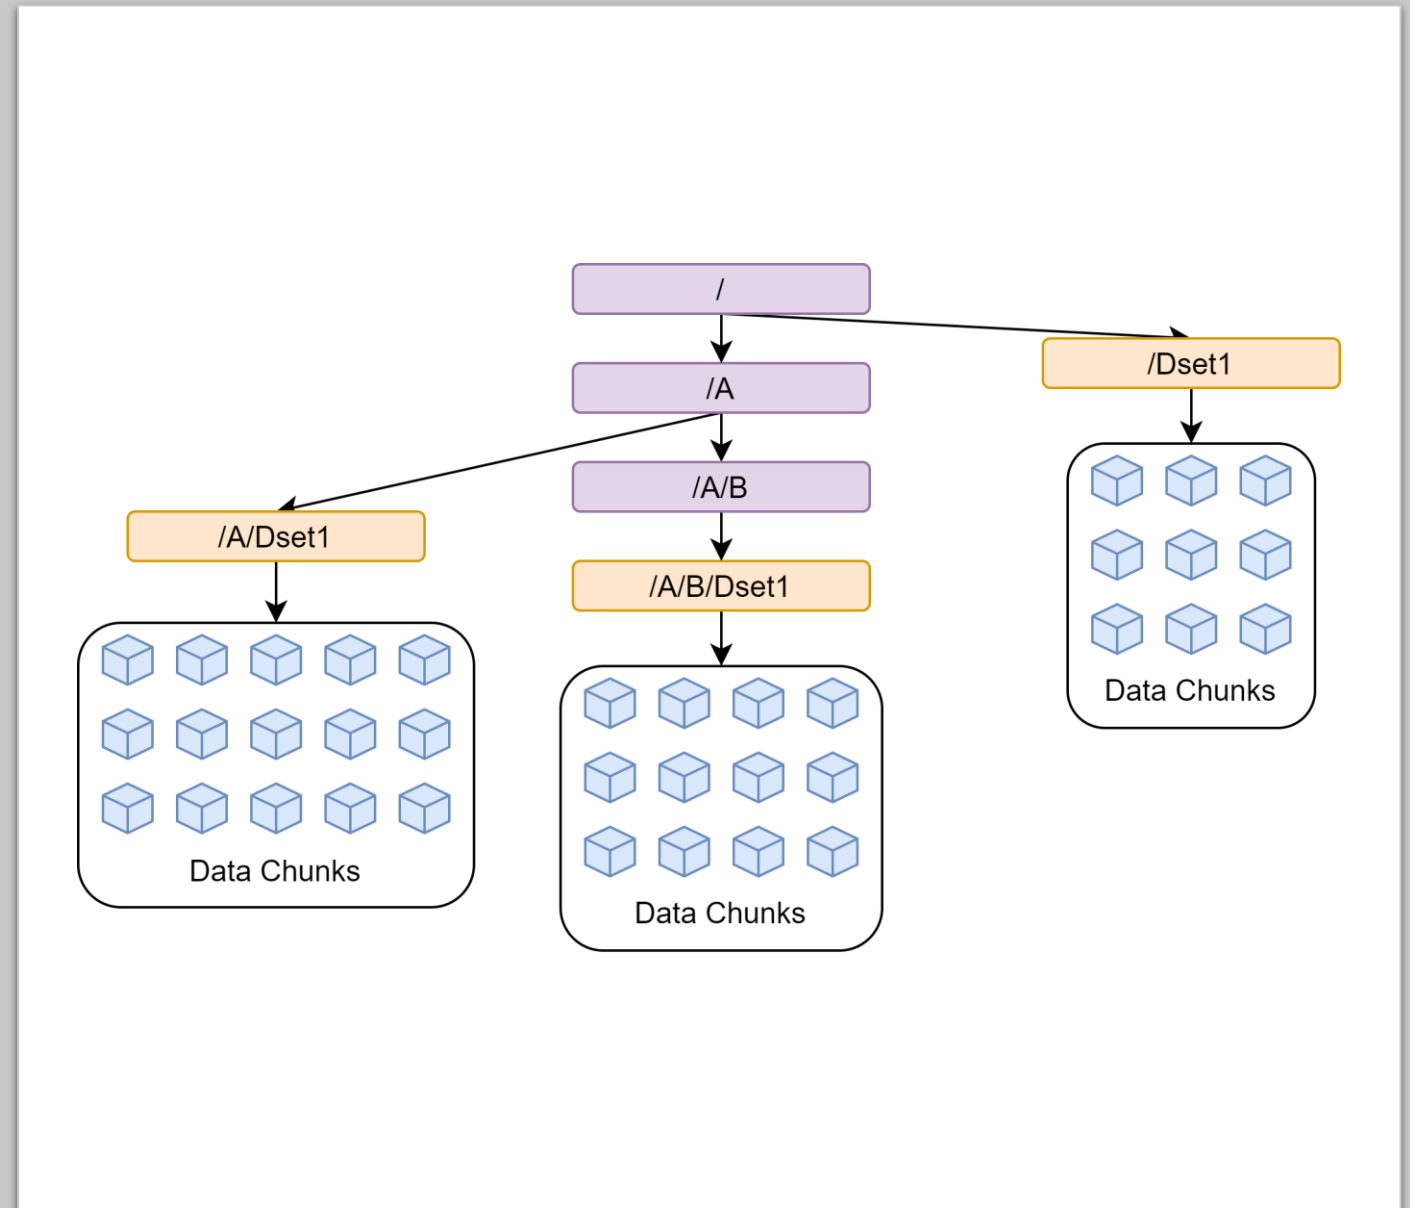 /
/Dset1
/A
/A/B
/A/Dset1
/A/B/Dset1
Data Chunks
Data Chunks
Data Chunks